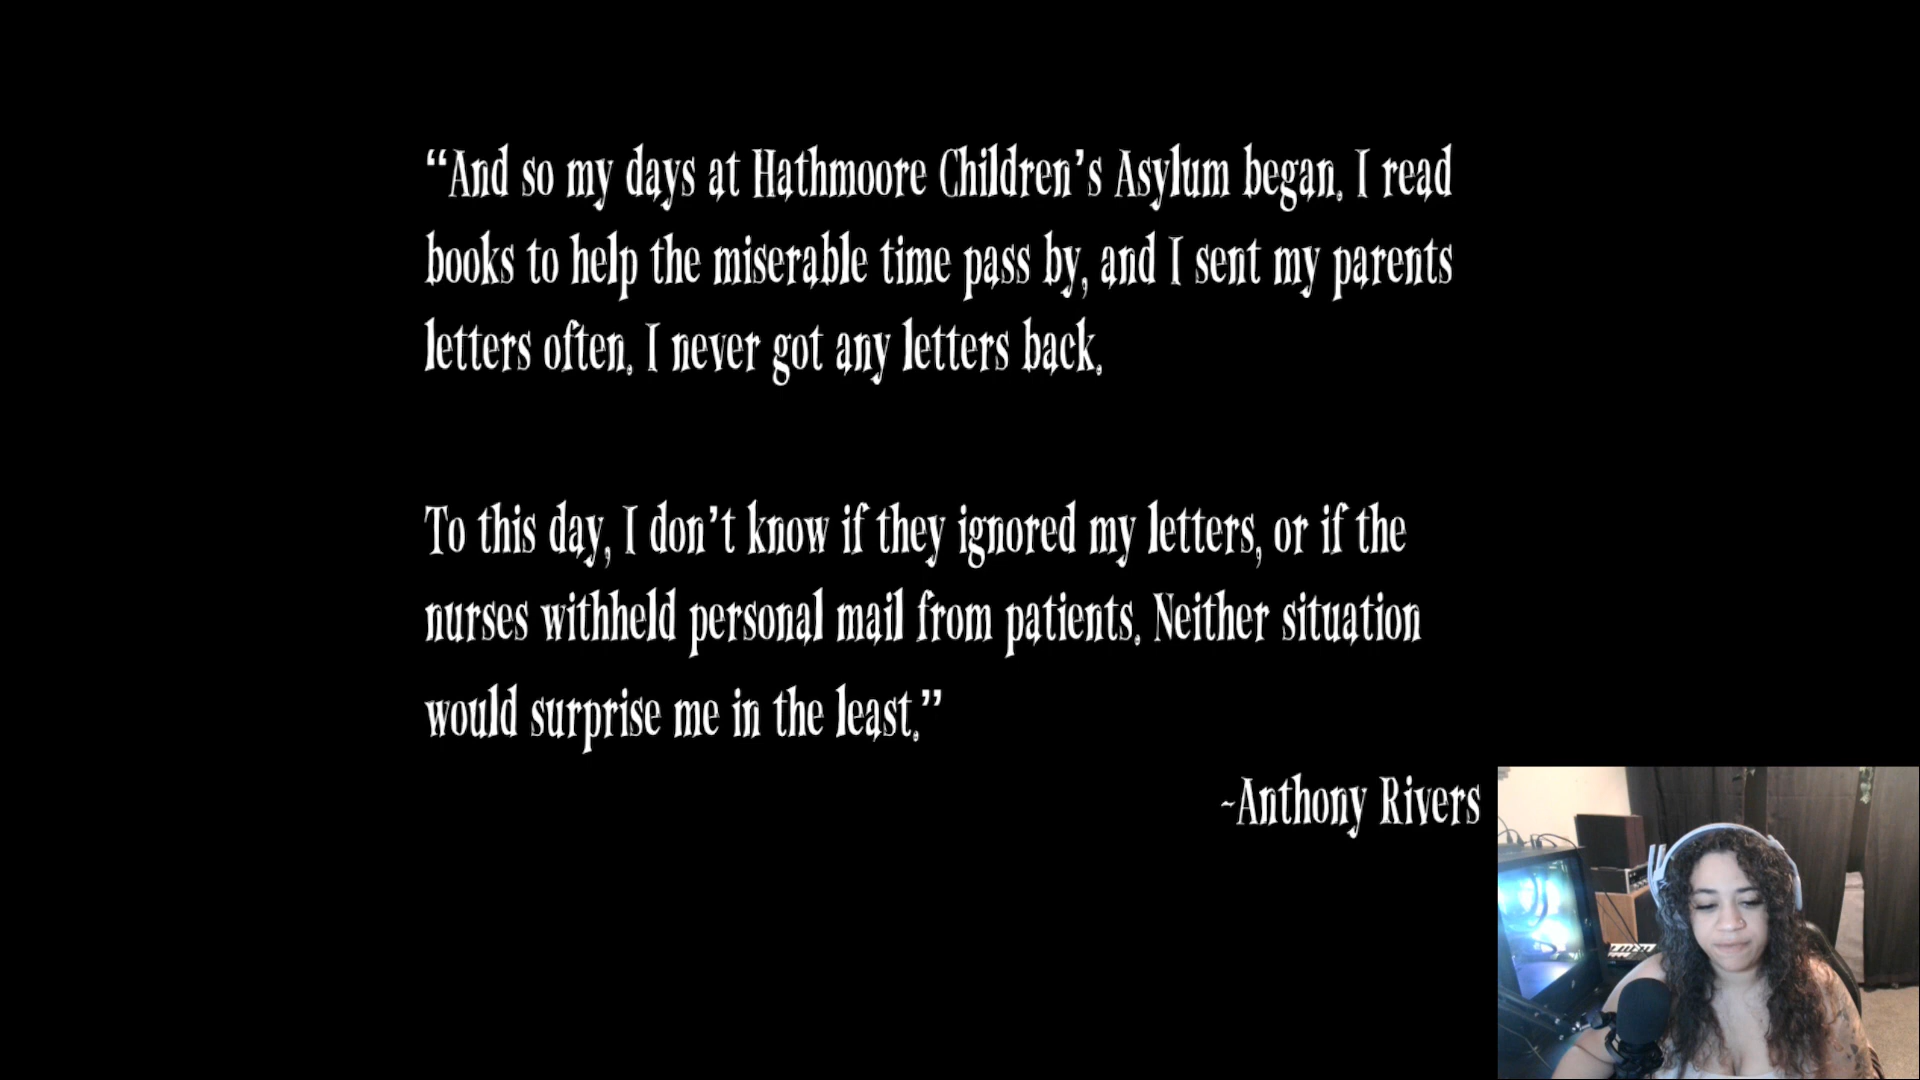 “And so my days at Hathmoore Children’s Asylum began. I read
books to help the miserable time pass by, and I sent my parents
letters often. I never got any letters back.
To this day, I don’t know if they ignored my letters, or if the
nurses withheld personal mail from patients. Neither situation
would surprise me in the least.”
~Anthony Rivers